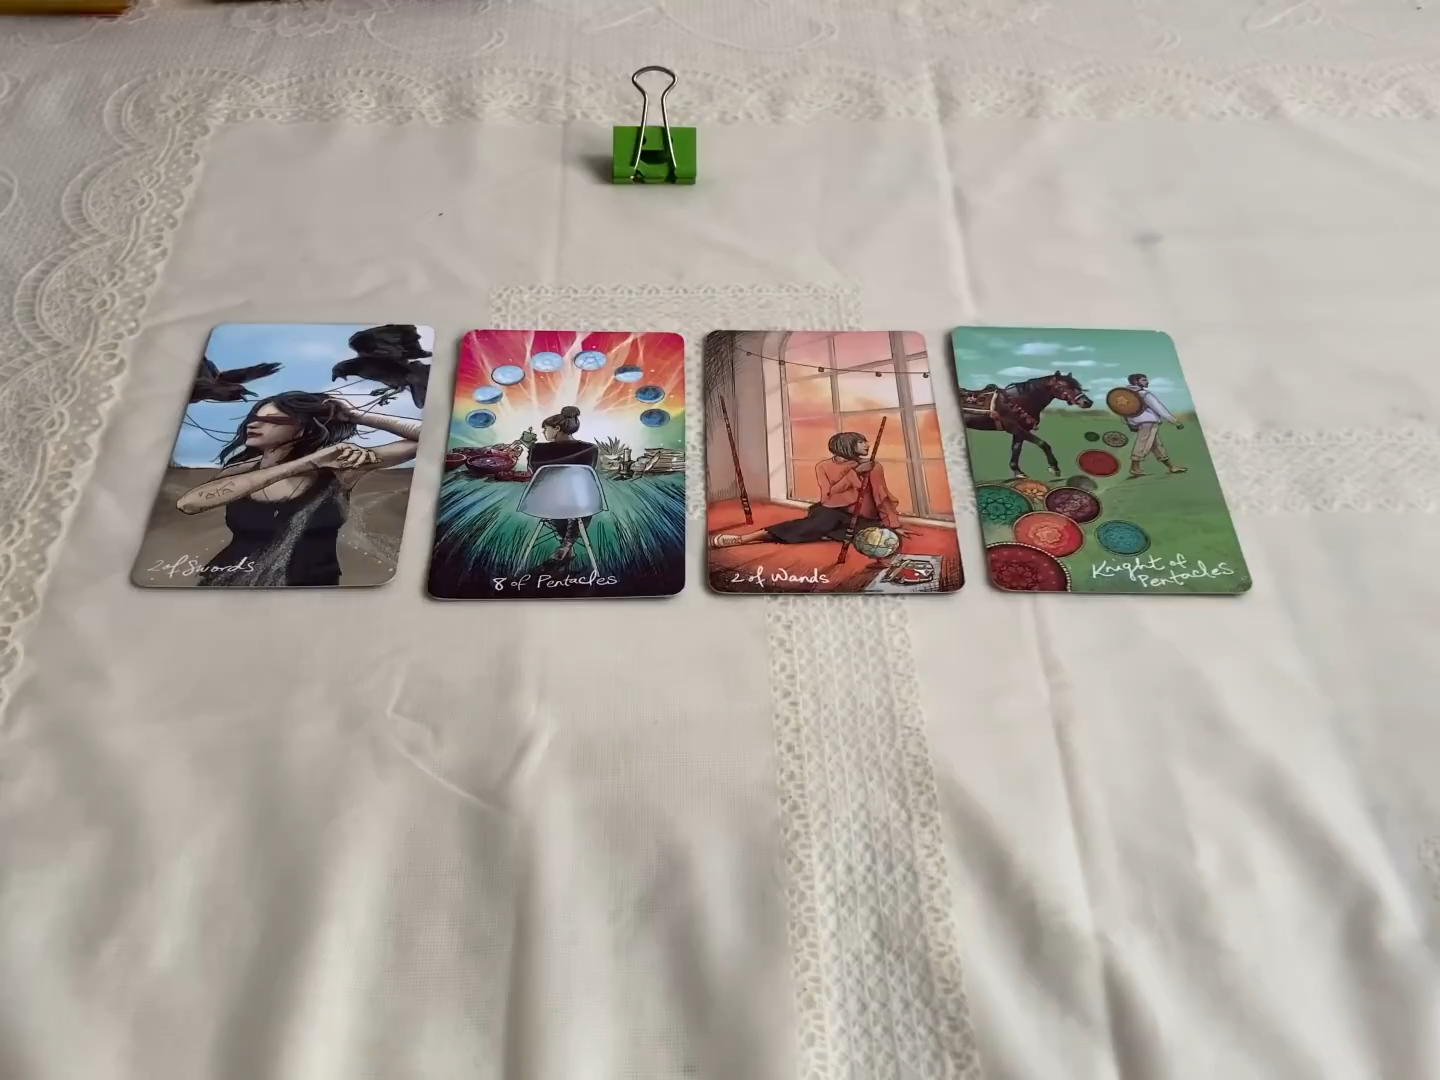 2 of Swords
8 of Pentacles
2 of Wands
Knight of
Pentacles